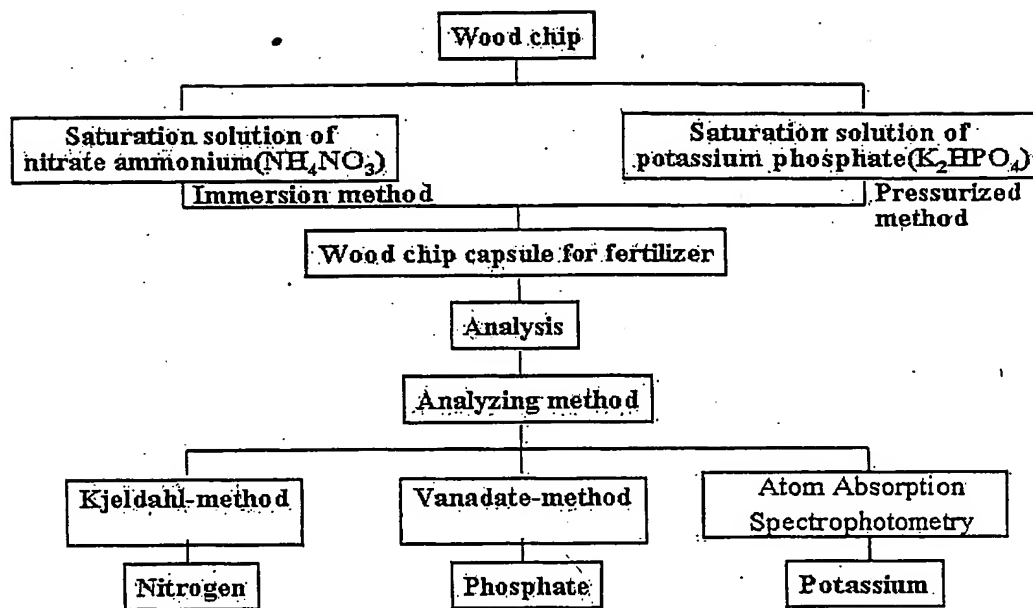 Wood chip
Saturation solution of
nitrate ammonium(NH₄NO₃)
Saturation solution of
potassium phosphate(K₂HPO₄)
Immersion method
Pressurized
method
Wood chip capsule for fertilizer
Analysis
Analyzing method
Kjeldahl-method
Vanadate-method
Atom Absorption
Spectrophotometry
Nitrogen
Phosphate
Potassium